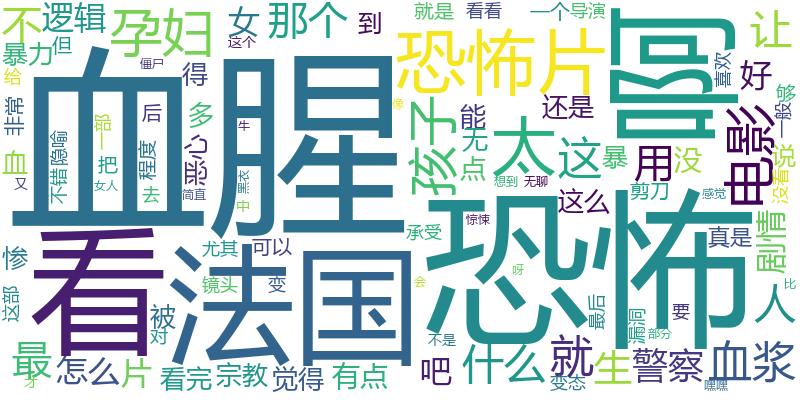 不
逻辑
孕妇
女
那个
到
就是
看看
一个
导演
让
暴力
但
这个
僵尸
得
恐怖片
啊
喜欢
好
给
非常
血腥
后
多
孩子
能
还是
电影
够
一般
血
不错
隐喻
部
一
把
程度
恶心
牛
像
无
点
太
这
暴
用
没
说
没看
又
女人
去
简直
中
黑衣
想到
无聊
剪刀
感觉
这么
惊悚
看
法国
恐怖
惨
尤其
可以
承受
真是
剧情
这部
镜头
变
会
呀
被
对
最后
要
漏洞
部分
人
比
最
怎么
片
看完
宗教
觉得
有点
不是
吧
什么
就
变态
生
警察
血浆
嘿嘿
才